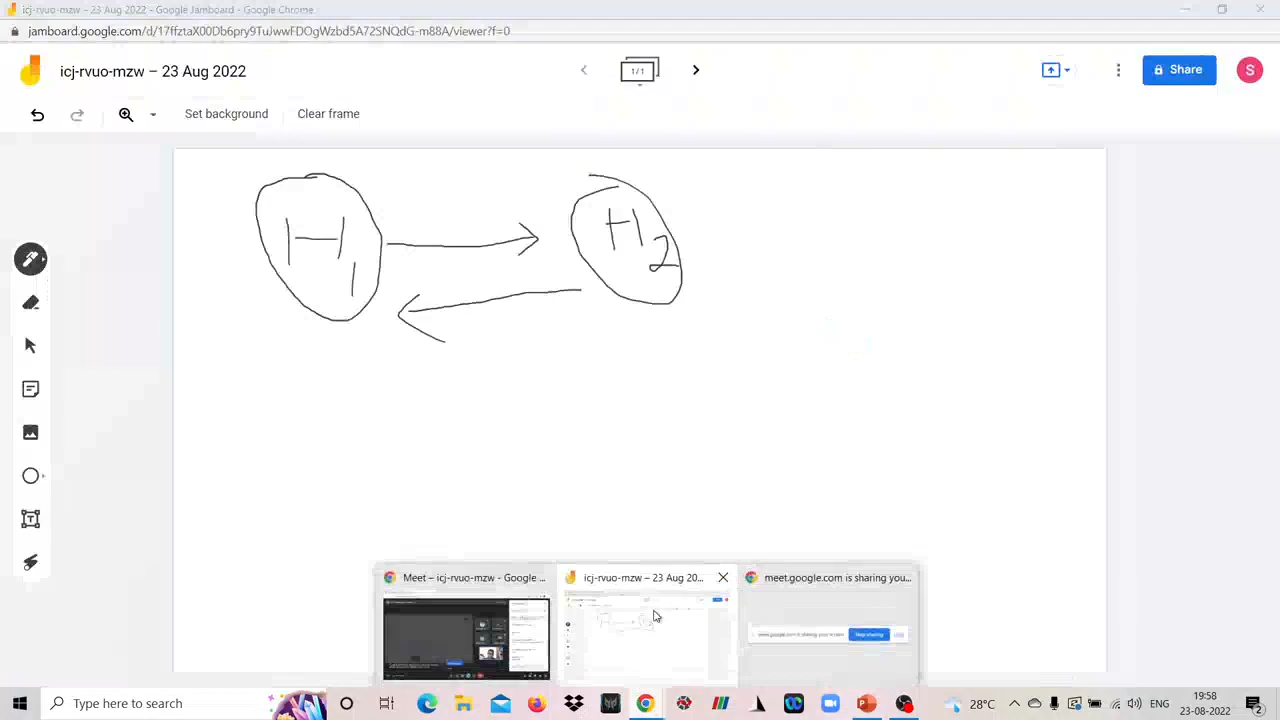 icj-rvuo-mzw – 23 Aug 2022 - Google Jamboard - Google Chrome
jamboard.google.com/d/17ffztaX00Db6pry9TuJwwFDOgWzbd5A72SNQdG-m88A/viewer?f=0
icj-rvuo-mzw – 23 Aug 2022
1/1
Share
S
Set background
Clear frame
H1
H2
Meet – icj-rvuo-mzw - Google ...
icj-rvuo-mzw – 23 Aug 20...
meet.google.com is sharing you...
Stop sharing
Type here to search
28°C
ENG
19:58
23-08-2022
2